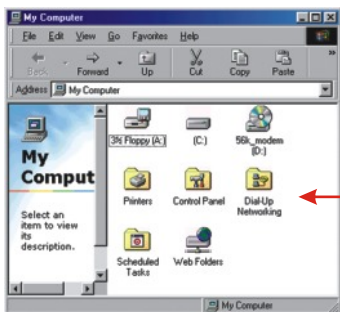 My Computer
File Edit View Go Favorites Help
Back Forward Up Cut Copy Paste
Address My Computer
My
Comput
Select an
item to view
its
description.
3½ Floppy (A:) (C:) 56k_modem
(D:)
Printers Control Panel Dial-Up
Networking
Scheduled
Tasks Web Folders
My Computer